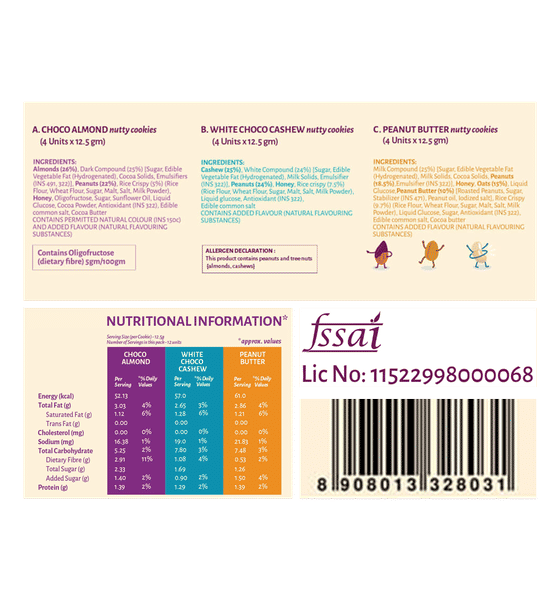 A. CHOCO ALMOND nutty cookies
(4 Units x 12.5 gm)
INGREDIENTS:
Almonds (26%), Dark Compound (25%) [Sugar, Edible
Vegetable Fat (Hydrogenated), Cocoa Solids, Emulsifiers
(INS 491, 322)], Peanuts (22%), Rice Crispy (9%) (Rice
Flour, Wheat Flour, Sugar, Malt, Salt, Milk Powder),
Honey, Oligofructose, Sugar, Sunflower Oil, Liquid
Glucose, Cocoa Powder, Antioxidant (INS 322), Edible
common salt, Cocoa Butter
CONTAINS PERMITTED NATURAL COLOUR (INS 150c)
AND ADDED FLAVOUR (NATURAL FLAVOURING
SUBSTANCES)
Contains Oligofructose
(dietary fibre) 5gm/100gm
B. WHITE CHOCO CASHEW nutty cookies
(4 Units x 12.5 gm)
INGREDIENTS:
Cashew (25%), White Compound (24%) [Sugar, Edible
Vegetable Fat (Hydrogenated), Milk Solids, Emulsifier
(INS 322)], Peanuts (24%), Honey, Rice crispy (7.5%)
(Rice Flour, Wheat Flour, Sugar, Malt, Salt, Milk Powder),
Liquid glucose, Antioxidant (INS 322),
Edible common salt
CONTAINS ADDED FLAVOUR (NATURAL FLAVOURING
SUBSTANCES)
ALLERGEN DECLARATION :
This product contains peanuts and tree nuts
(almonds, cashews)
C. PEANUT BUTTER nutty cookies
(4 Units x 12.5 gm)
INGREDIENTS:
Milk Compound (25%) [Sugar, Edible Vegetable Fat
(Hydrogenated), Milk Solids, Cocoa Solids, Peanuts
(18.5%), Emulsifier (INS 322)], Honey, Oats (15%), Liquid
Glucose, Peanut Butter (10%) [Roasted Peanuts, Sugar,
Stabilizer (INS 471), Peanut oil, Iodized salt], Rice Crispy
(9.7%) (Rice Flour, Wheat Flour, Sugar, Malt, Salt, Milk
Powder), Liquid Glucose, Sugar, Antioxidant (INS 322),
Edible common salt, Cocoa Butter
CONTAINS ADDED FLAVOUR (NATURAL FLAVOURING
SUBSTANCES)
NUTRITIONAL INFORMATION*
Serving Size (per Cookie) - 12.5g
Number of Servings in this pack - 12 units
*approx. values
CHOCO ALMOND WHITE CHOCO CASHEW PEANUT BUTTER
Per Serving *% Daily Values Per Serving *% Daily Values Per Serving *% Daily Values
Energy (kcal) 52.13 57.0 61.0
Total Fat (g) 3.03 4% 2.65 3% 2.86 4%
Saturated Fat (g) 1.12 6% 1.28 6% 1.21 6%
Trans Fat (g) 0.00 0.00 0.00
Cholesterol (mg) 0.00 0% 0.00 0% 0.00 0%
Sodium (mg) 16.38 1% 19.0 1% 21.83 1%
Total Carbohydrate 5.25 2% 7.80 3% 7.48 3%
Dietary Fibre (g) 2.91 11% 1.08 4% 0.53 2%
Total Sugar (g) 2.33 1.69 1.26
Added Sugar (g) 1.40 2% 0.90 2% 1.50 4%
Protein (g) 1.39 2% 1.29 2% 1.39 2%
fssai
Lic No: 11522998000068
8 908013 328031